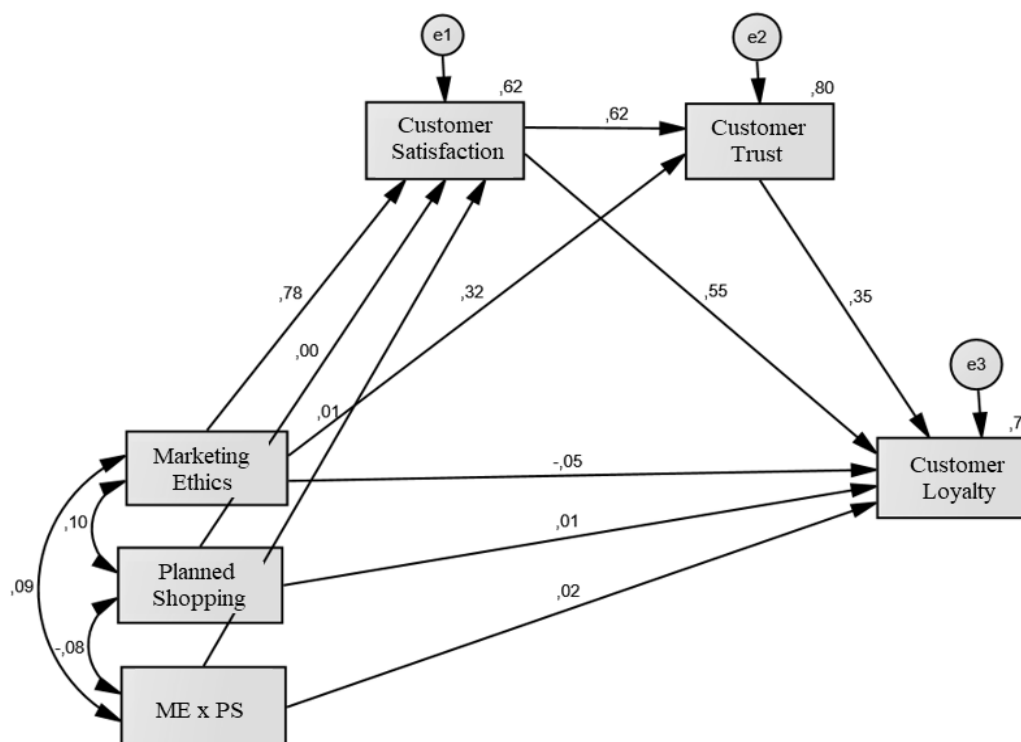 e1
e2
,62
,80
Customer
Satisfaction
,62
Customer
Trust
,78
,32
,55
,35
,00
,01
e3
,7
Marketing
Ethics
-,05
Customer
Loyalty
,10
,01
Planned
Shopping
,09
,02
-,08
ME x PS